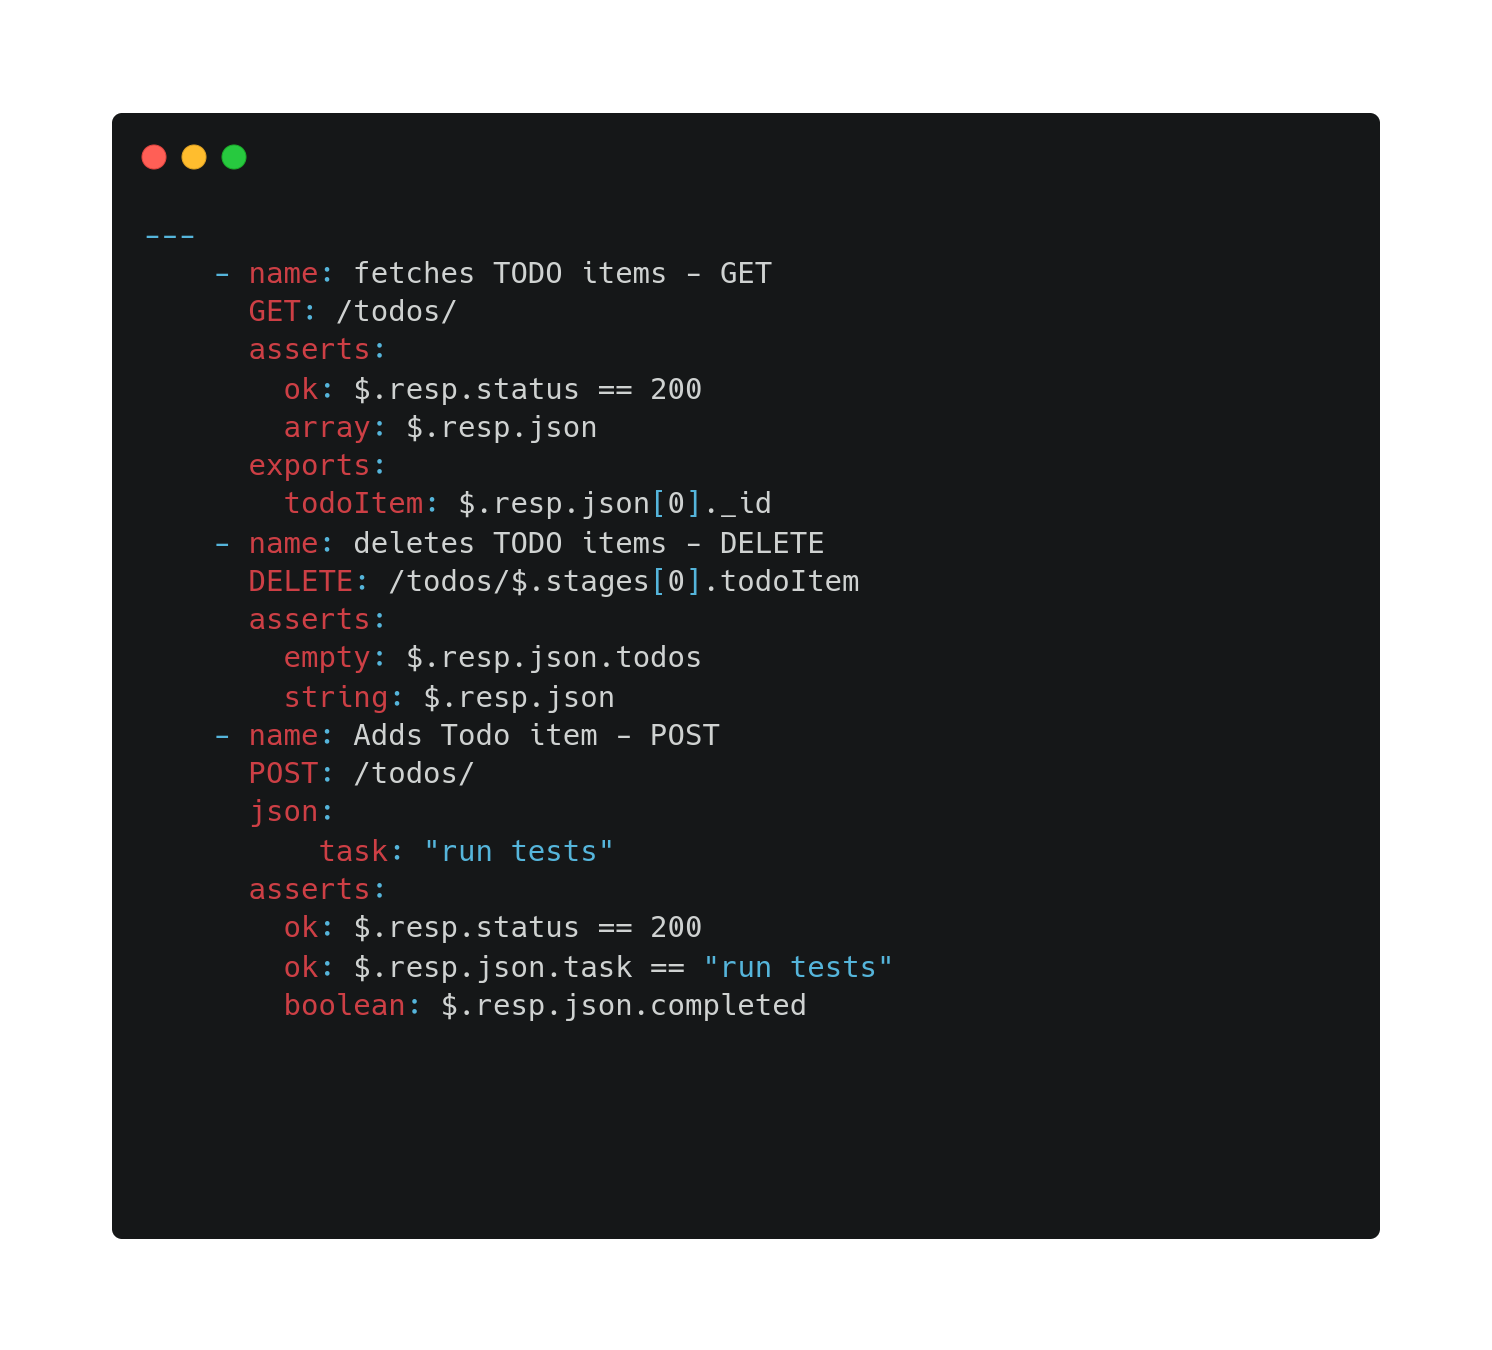 ---
    - name: fetches TODO items - GET
      GET: /todos/
      asserts:
        ok: $.resp.status == 200
        array: $.resp.json
      exports:
        todoItem: $.resp.json[0]._id
    - name: deletes TODO items - DELETE
      DELETE: /todos/$.stages[0].todoItem
      asserts:
        empty: $.resp.json.todos
        string: $.resp.json
    - name: Adds Todo item - POST
      POST: /todos/
      json:
          task: "run tests"
      asserts:
        ok: $.resp.status == 200
        ok: $.resp.json.task == "run tests"
        boolean: $.resp.json.completed